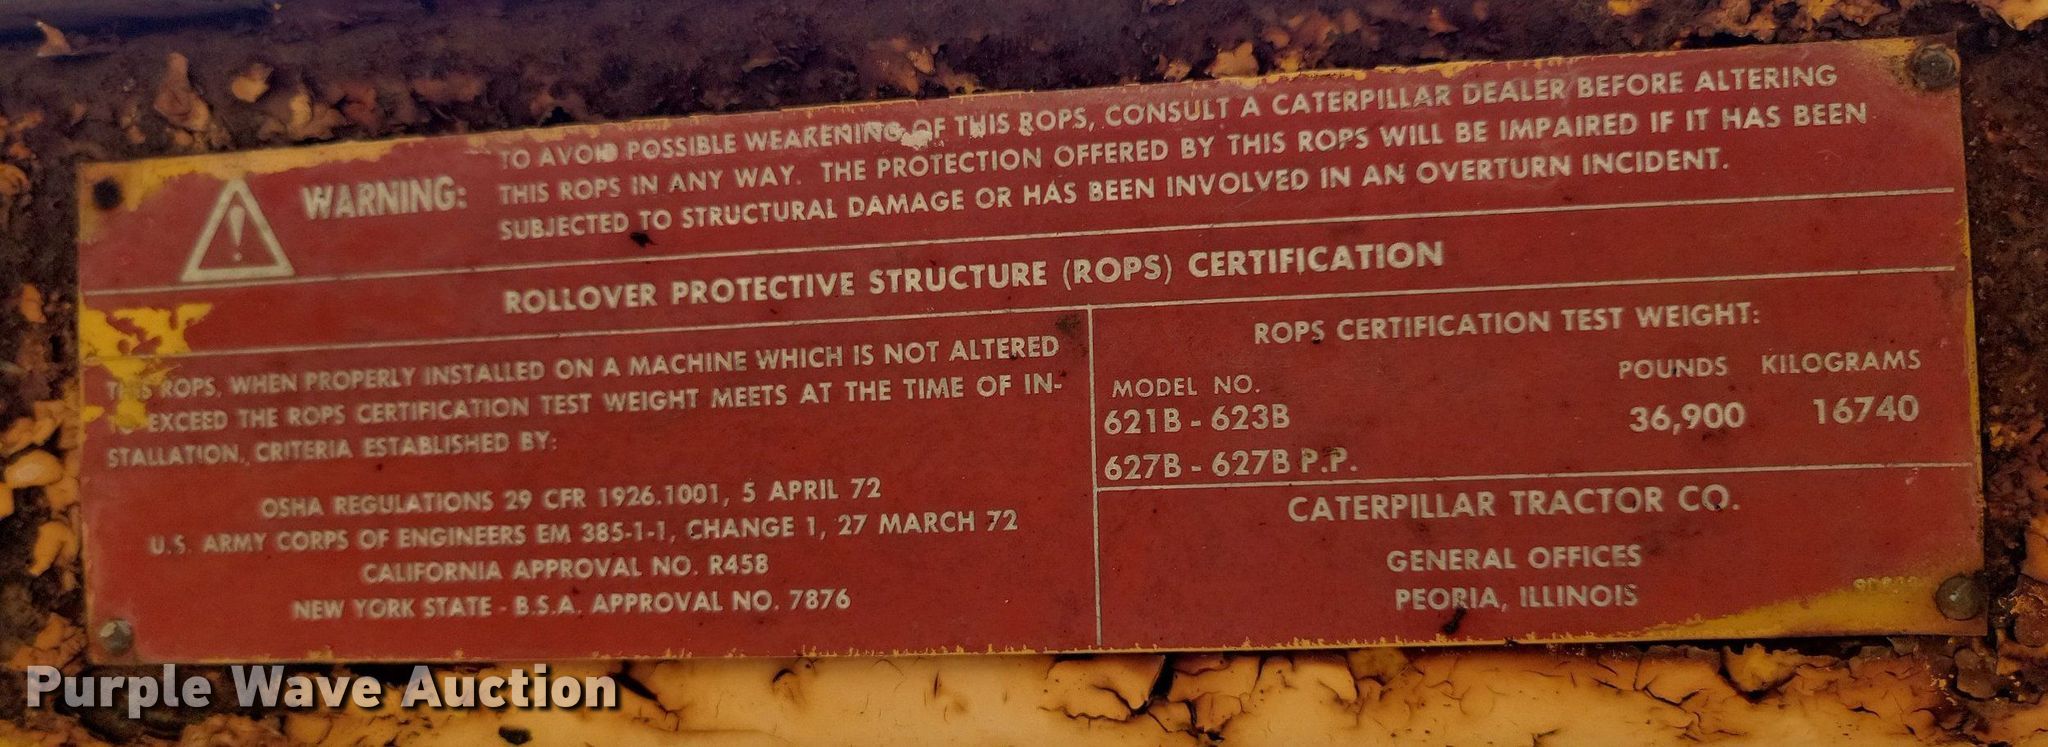 WARNING:
TO AVOID POSSIBLE WEAKENING OF THIS ROPS, CONSULT A CATERPILLAR DEALER BEFORE ALTERING
THIS ROPS IN ANY WAY. THE PROTECTION OFFERED BY THIS ROPS WILL BE IMPAIRED IF IT HAS BEEN
SUBJECTED TO STRUCTURAL DAMAGE OR HAS BEEN INVOLVED IN AN OVERTURN INCIDENT.
ROLLOVER PROTECTIVE STRUCTURE (ROPS) CERTIFICATION
THIS ROPS, WHEN PROPERLY INSTALLED ON A MACHINE WHICH IS NOT ALTERED
TO EXCEED THE ROPS CERTIFICATION TEST WEIGHT MEETS AT THE TIME OF IN-
STALLATION, CRITERIA ESTABLISHED BY:
OSHA REGULATIONS 29 CFR 1926.1001, 5 APRIL 72
U.S. ARMY CORPS OF ENGINEERS EM 385-1-1, CHANGE 1, 27 MARCH 72
CALIFORNIA APPROVAL NO. R458
NEW YORK STATE - B.S.A. APPROVAL NO. 7876
ROPS CERTIFICATION TEST WEIGHT:
MODEL NO. POUNDS KILOGRAMS
621B - 623B 36,900 16740
627B - 627B P.P.
CATERPILLAR TRACTOR CO.
GENERAL OFFICES
PEORIA, ILLINOIS
Purple Wave Auction